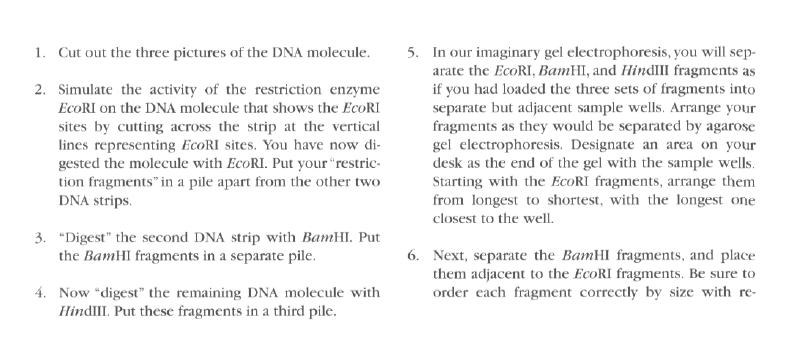 1. Cut out the three pictures of the DNA molecule.
2. Simulate the activity of the restriction enzyme
EcoRI on the DNA molecule that shows the EcoRI
sites by cutting across the strip at the vertical
lines representing EcoRI sites. You have now di-
gested the molecule with EcoRI. Put your “restric-
tion fragments” in a pile apart from the other two
DNA strips.
3. “Digest” the second DNA strip with BamHI. Put
the BamHI fragments in a separate pile.
4. Now “digest” the remaining DNA molecule with
HindIII. Put these fragments in a third pile.
5. In our imaginary gel electrophoresis, you will sep-
arate the EcoRI, BamHI, and HindIII fragments as
if you had loaded the three sets of fragments into
separate but adjacent sample wells. Arrange your
fragments as they would be separated by agarose
gel electrophoresis. Designate an area on your
desk as the end of the gel with the sample wells.
Starting with the EcoRI fragments, arrange them
from longest to shortest, with the longest one
closest to the well.
6. Next, separate the BamHI fragments, and place
them adjacent to the EcoRI fragments. Be sure to
order each fragment correctly by size with re-